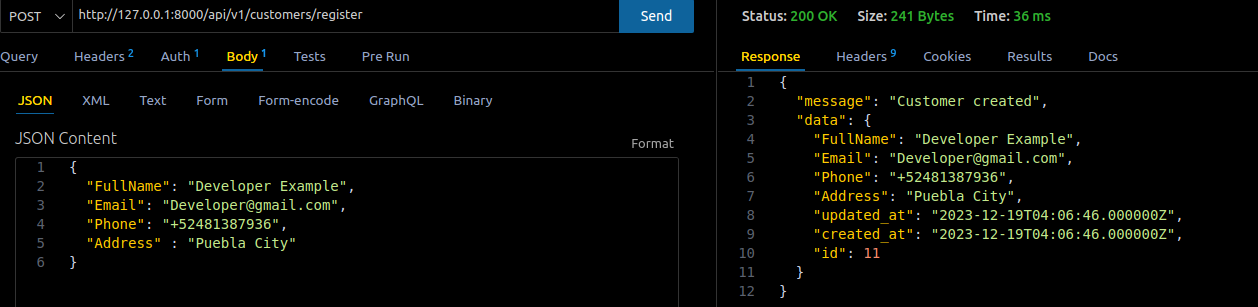 POST http://127.0.0.1:8000/api/v1/customers/register Send
Query Headers 2 Auth 1 Body 1 Tests Pre Run
JSON XML Text Form Form-encode GraphQL Binary
JSON Content Format
1 {
2 "FullName": "Developer Example",
3 "Email": "Developer@gmail.com",
4 "Phone": "+52481387936",
5 "Address" : "Puebla City"
6 }
Status: 200 OK Size: 241 Bytes Time: 36 ms
Response Headers 9 Cookies Results Docs
1 {
2 "message": "Customer created",
3 "data": {
4 "FullName": "Developer Example",
5 "Email": "Developer@gmail.com",
6 "Phone": "+52481387936",
7 "Address": "Puebla City",
8 "updated_at": "2023-12-19T04:06:46.000000Z",
9 "created_at": "2023-12-19T04:06:46.000000Z",
10 "id": 11
11 }
12 }